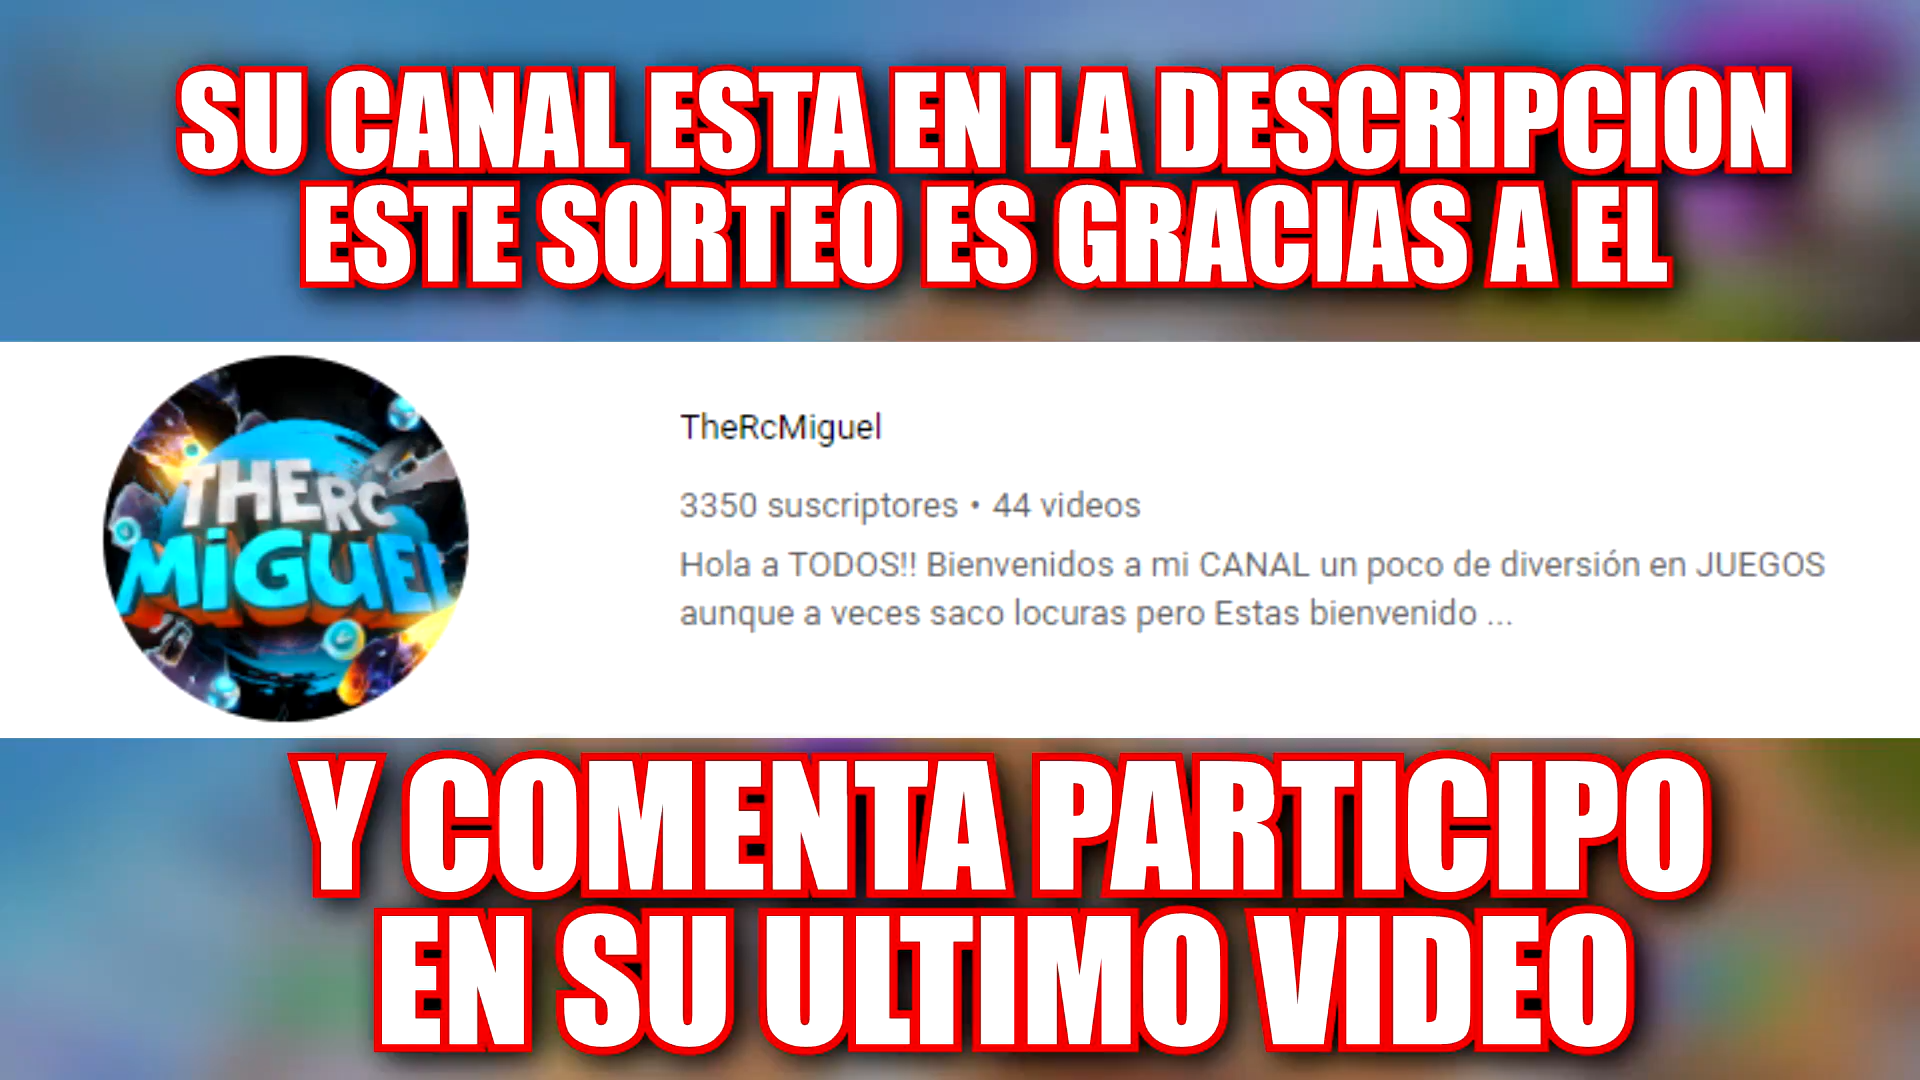 SU CANAL ESTA EN LA DESCRIPCION
ESTE SORTEO ES GRACIAS A EL
THERC
MiGUEL
TheRcMiguel
3350 suscriptores • 44 videos
Hola a TODOS!! Bienvenidos a mi CANAL un poco de diversión en JUEGOS
aunque a veces saco locuras pero Estas bienvenido ...
Y COMENTA PARTICIPO
EN SU ULTIMO VIDEO